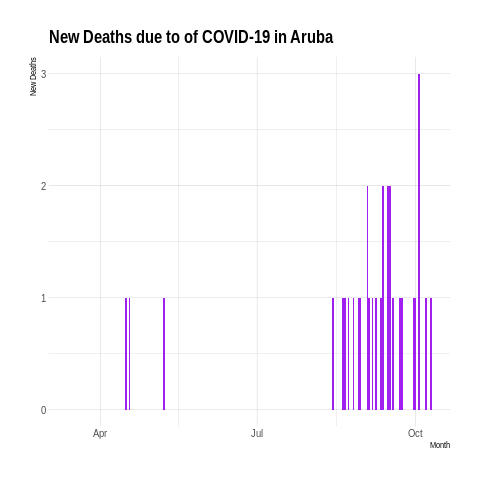 New Deaths due to of COVID-19 in Aruba
New Deaths
3
2
1
0
Apr
Jul
Oct
Month